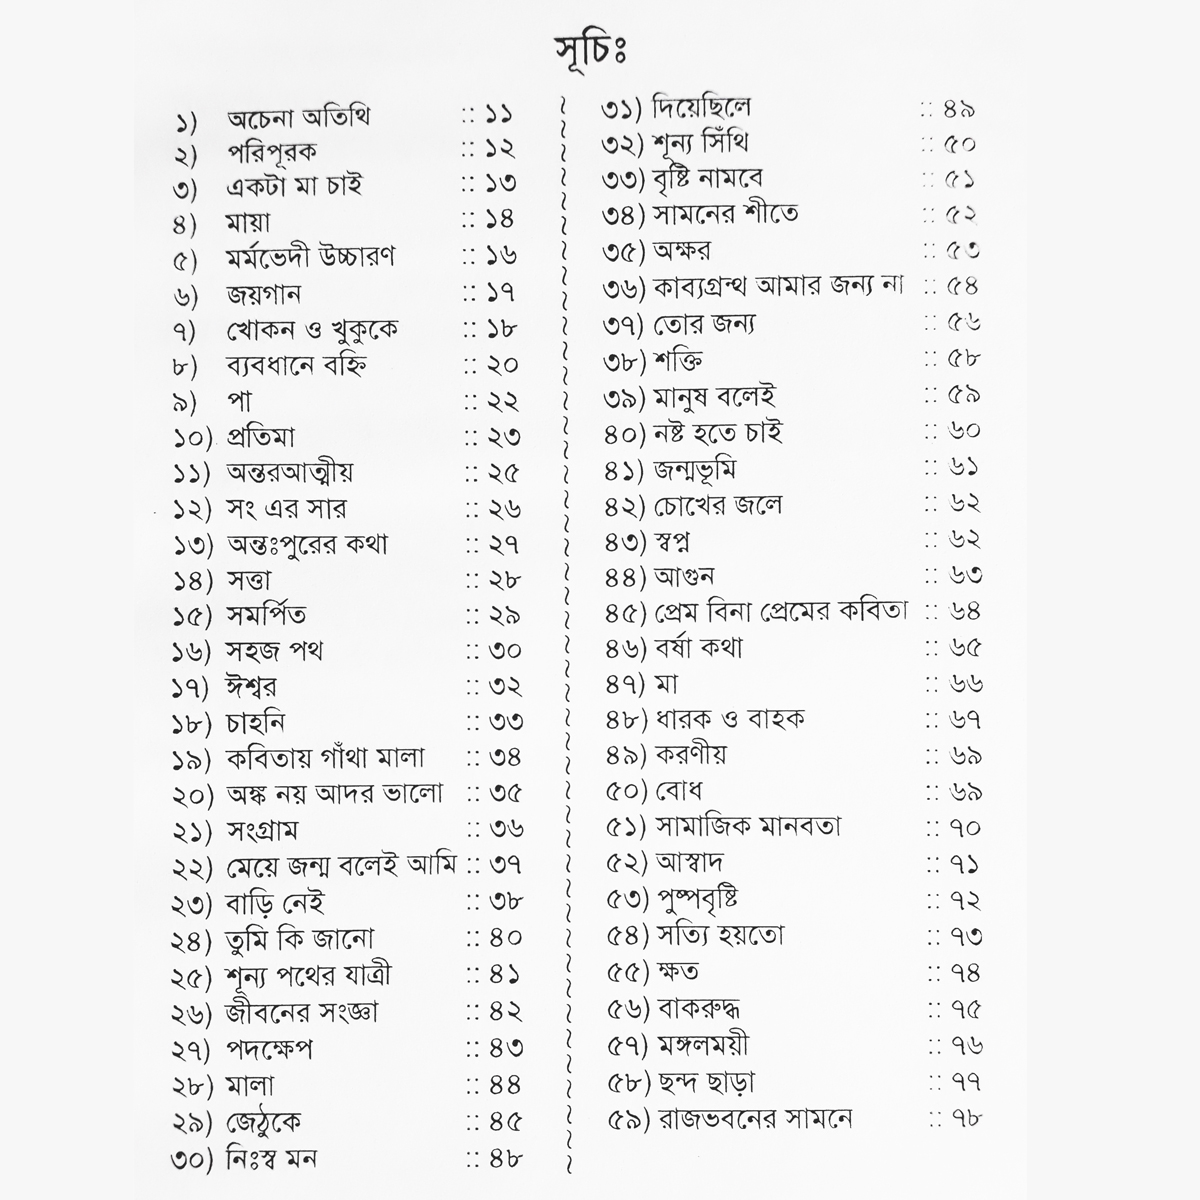 সূচিঃ
১) অচেনা অতিথি :: ১১
২) পরিপূরক :: ১২
৩) একটা মা চাই :: ১৩
৪) মায়া :: ১৪
৫) মর্মভেদী উচ্চারণ :: ১৬
৬) জয়গান :: ১৭
৭) খোকন ও খুকুকে :: ১৮
৮) ব্যবধানে বহ্নি :: ২০
৯) পা :: ২২
১০) প্রতিমা :: ২৩
১১) অন্তরআত্মীয় :: ২৫
১২) সং এর সার :: ২৬
১৩) অন্তঃপুরের কথা :: ২৭
১৪) সত্তা :: ২৮
১৫) সমর্পিত :: ২৯
১৬) সহজ পথ :: ৩০
১৭) ঈশ্বর :: ৩২
১৮) চাহনি :: ৩৩
১৯) কবিতায় গাঁথা মালা :: ৩৪
২০) অঙ্ক নয় আদর ভালো :: ৩৫
২১) সংগ্রাম :: ৩৬
২২) মেয়ে জন্ম বলেই আমি :: ৩৭
২৩) বাড়ি নেই :: ৩৮
২৪) তুমি কি জানো :: ৪০
২৫) শূন্য পথের যাত্রী :: ৪১
২৬) জীবনের সংজ্ঞা :: ৪২
২৭) পদক্ষেপ :: ৪৩
২৮) মালা :: ৪৪
২৯) জেঠুকে :: ৪৫
৩০) নিঃস্ব মন :: ৪৮
৩১) দিয়েছিলে :: ৪৯
৩২) শূন্য সিঁথি :: ৫০
৩৩) বৃষ্টি নামবে :: ৫১
৩৪) সামনের শীতে :: ৫২
৩৫) অক্ষর :: ৫৩
৩৬) কাব্যগ্রন্থ আমার জন্য না :: ৫৪
৩৭) তোর জন্য :: ৫৬
৩৮) শক্তি :: ৫৮
৩৯) মানুষ বলেই :: ৫৯
৪০) নষ্ট হতে চাই :: ৬০
৪১) জন্মভূমি :: ৬১
৪২) চোখের জলে :: ৬২
৪৩) স্বপ্ন :: ৬২
৪৪) আগুন :: ৬৩
৪৫) প্রেম বিনা প্রেমের কবিতা :: ৬৪
৪৬) বর্ষা কথা :: ৬৫
৪৭) মা :: ৬৬
৪৮) ধারক ও বাহক :: ৬৭
৪৯) করণীয় :: ৬৯
৫০) বোধ :: ৬৯
৫১) সামাজিক মানবতা :: ৭০
৫২) আস্বাদ :: ৭১
৫৩) পুষ্পবৃষ্টি :: ৭২
৫৪) সত্যি হয়তো :: ৭৩
৫৫) ক্ষত :: ৭৪
৫৬) বাকরুদ্ধ :: ৭৫
৫৭) মঙ্গলময়ী :: ৭৬
৫৮) ছন্দ ছাড়া :: ৭৭
৫৯) রাজভবনের সামনে :: ৭৮